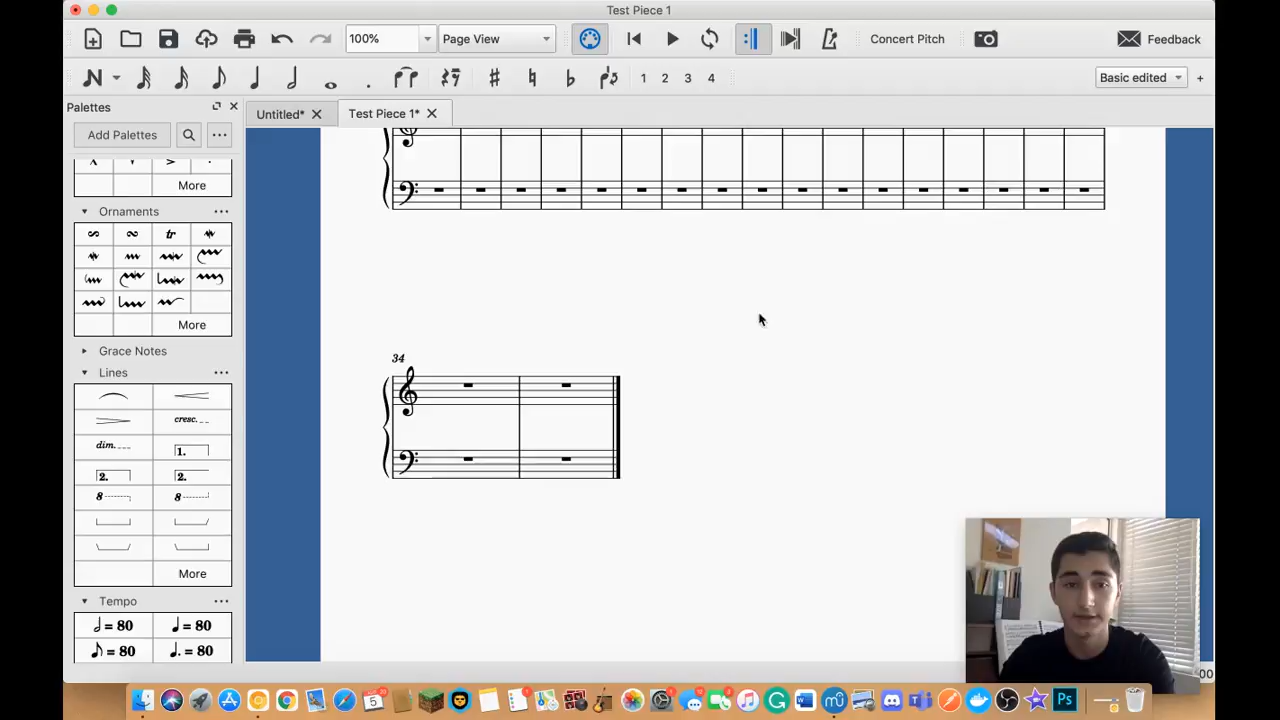 Test Piece 1
100%
Page View
Concert Pitch
Feedback
1 2 3 4
Basic edited
+
Palettes
Untitled*
Test Piece 1*
Add Palettes
More
Ornaments
tr
More
Grace Notes
34
Lines
cresc.
dim.
1.
2.
2.
8
8
More
Tempo
= 80
= 80
= 80
= 80
00
5